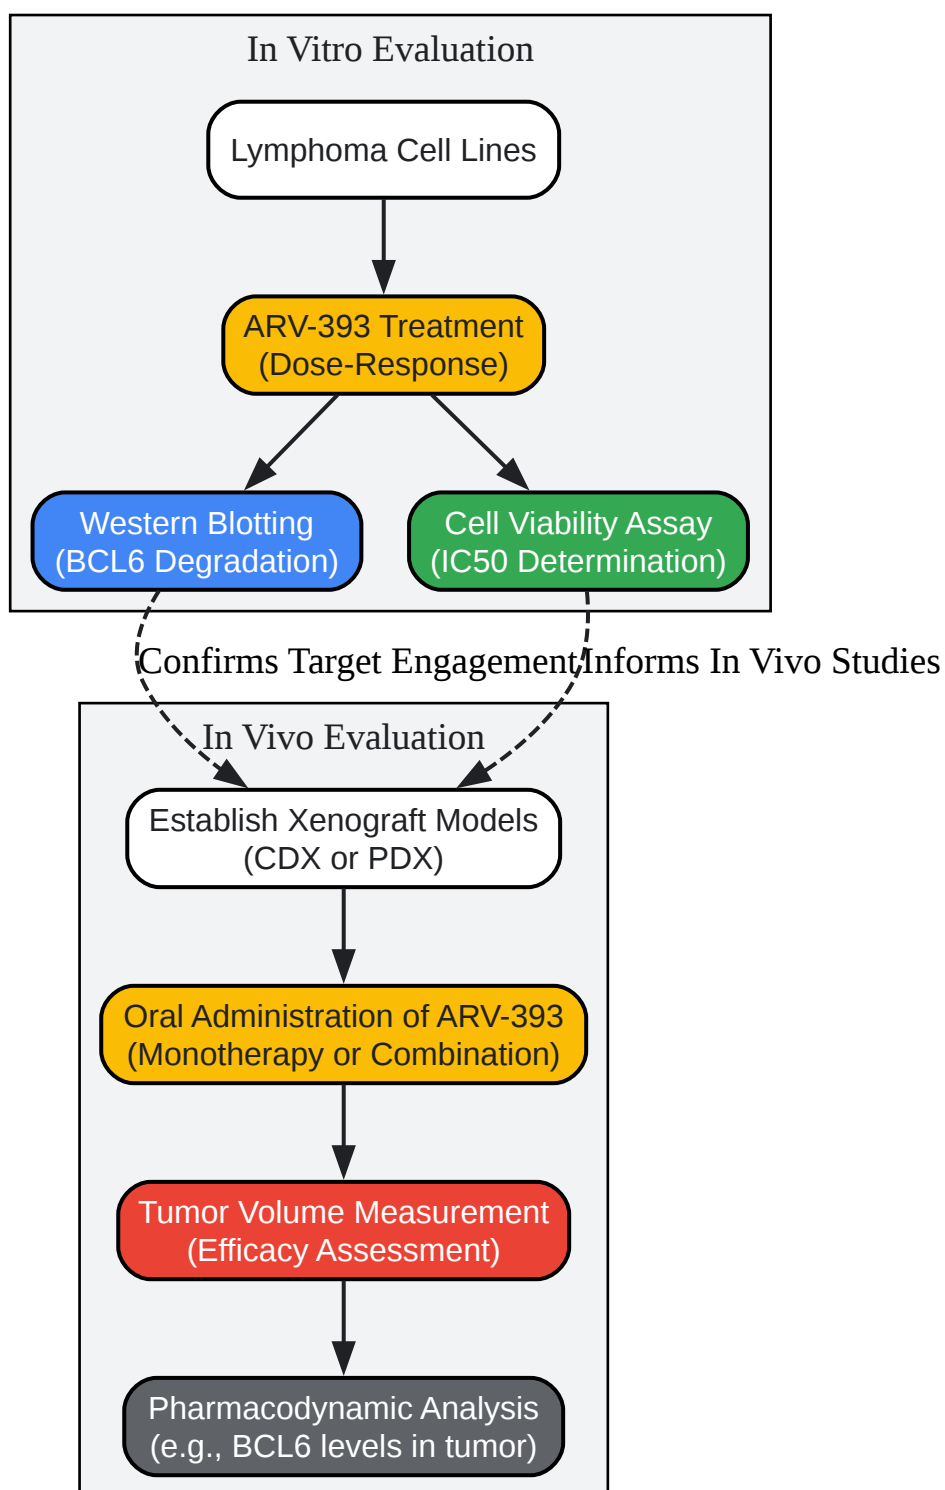 In Vitro Evaluation
Lymphoma Cell Lines
ARV-393 Treatment
(Dose-Response)
Western Blotting
(BCL6 Degradation)
Cell Viability Assay
(IC50 Determination)
Confirms Target Engagement
Informs In Vivo Studies
In Vivo Evaluation
Establish Xenograft Models
(CDX or PDX)
Oral Administration of ARV-393
(Monotherapy or Combination)
Tumor Volume Measurement
(Efficacy Assessment)
Pharmacodynamic Analysis
(e.g., BCL6 levels in tumor)